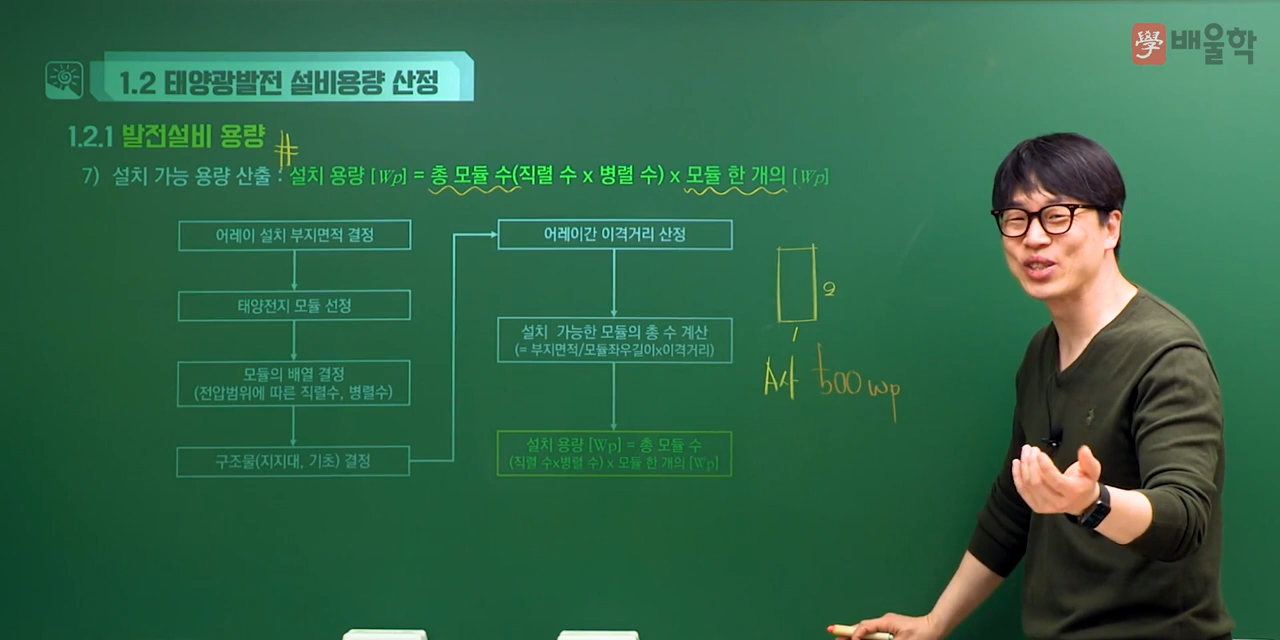 學 배울학
1.2 태양광발전 설비용량 산정
1.2.1 발전설비 용량
7) 설치 가능 용량 산출 : 설치 용량 [Wp] = 총 모듈 수(직렬 수 x 병렬 수) x 모듈 한 개의 [Wp]
어레이 설치 부지면적 결정
태양전지 모듈 선정
모듈의 배열 결정
(전압범위에 따른 직렬수, 병렬수)
구조물(지지대, 기초) 결정
어레이간 이격거리 산정
설치 가능한 모듈의 총 수 계산
(= 부지면적/모듈좌우길이x이격거리)
설치 용량 [Wp] = 총 모듈 수
(직렬 수x병렬 수) x 모듈 한 개의 [Wp]
A사 500wp